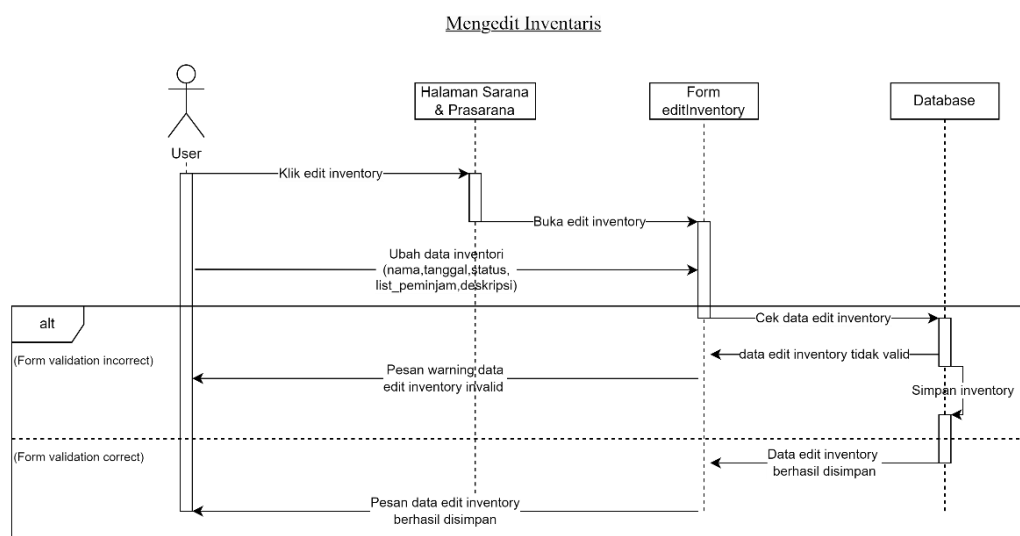 Mengedit Inventaris
Halaman Sarana
& Prasarana
Form
editInventory
Database
User
Klik edit inventory
Buka edit inventory
Ubah data inventori
(nama,tanggal,status,
list_peminjam,deskripsi)
alt
Cek data edit inventory
(Form validation incorrect)
data edit inventory tidak valid
Pesan warning data
edit inventory invalid
Simpan inventory
(Form validation correct)
Data edit inventory
berhasil disimpan
Pesan data edit inventory
berhasil disimpan